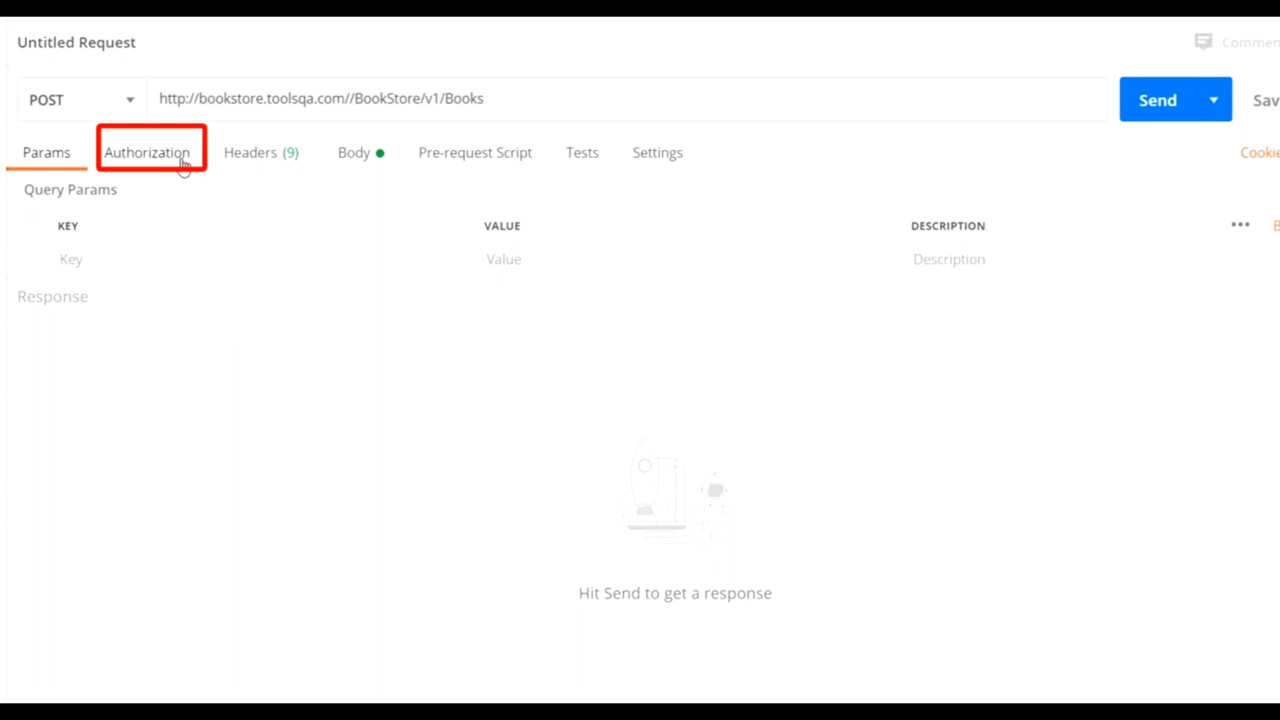 Untitled Request
Commen
POST http://bookstore.toolsqa.com//BookStore/v1/Books Send Sav
Params Authorization Headers (9) Body Pre-request Script Tests Settings Cookie
Query Params
KEY VALUE DESCRIPTION B
Key Value Description
Response
Hit Send to get a response